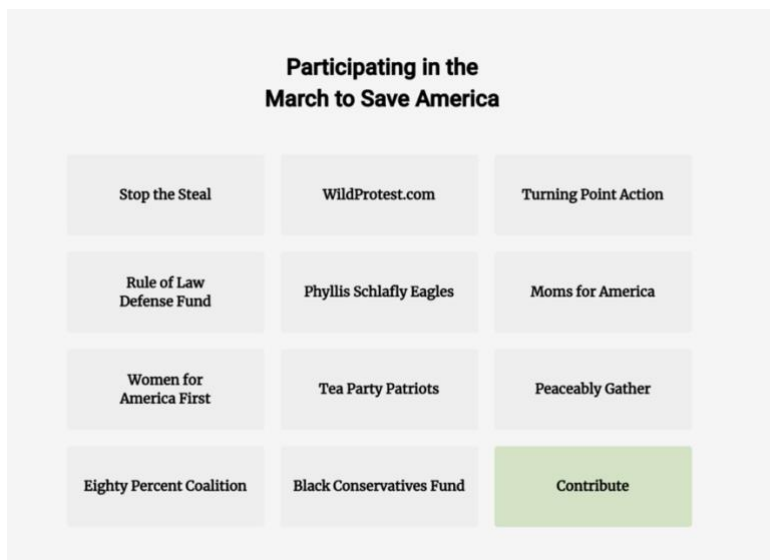 Participating in the
March to Save America
Stop the Steal
WildProtest.com
Turning Point Action
Rule of Law
Defense Fund
Phyllis Schlafly Eagles
Moms for America
Women for
America First
Tea Party Patriots
Peaceably Gather
Eighty Percent Coalition
Black Conservatives Fund
Contribute